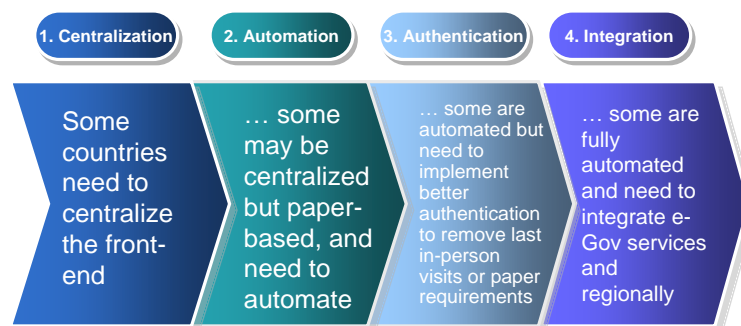 1. Centralization
2. Automation
3. Authentication
4. Integration
Some
countries
need to
centralize
the front-
end
… some
may be
centralized
but paper-
based, and
need to
automate
… some are
automated but
need to
implement
better
authentication
to remove last
in-person
visits or paper
requirements
… some are
fully
automated
and need to
integrate e-
Gov services
and
regionally